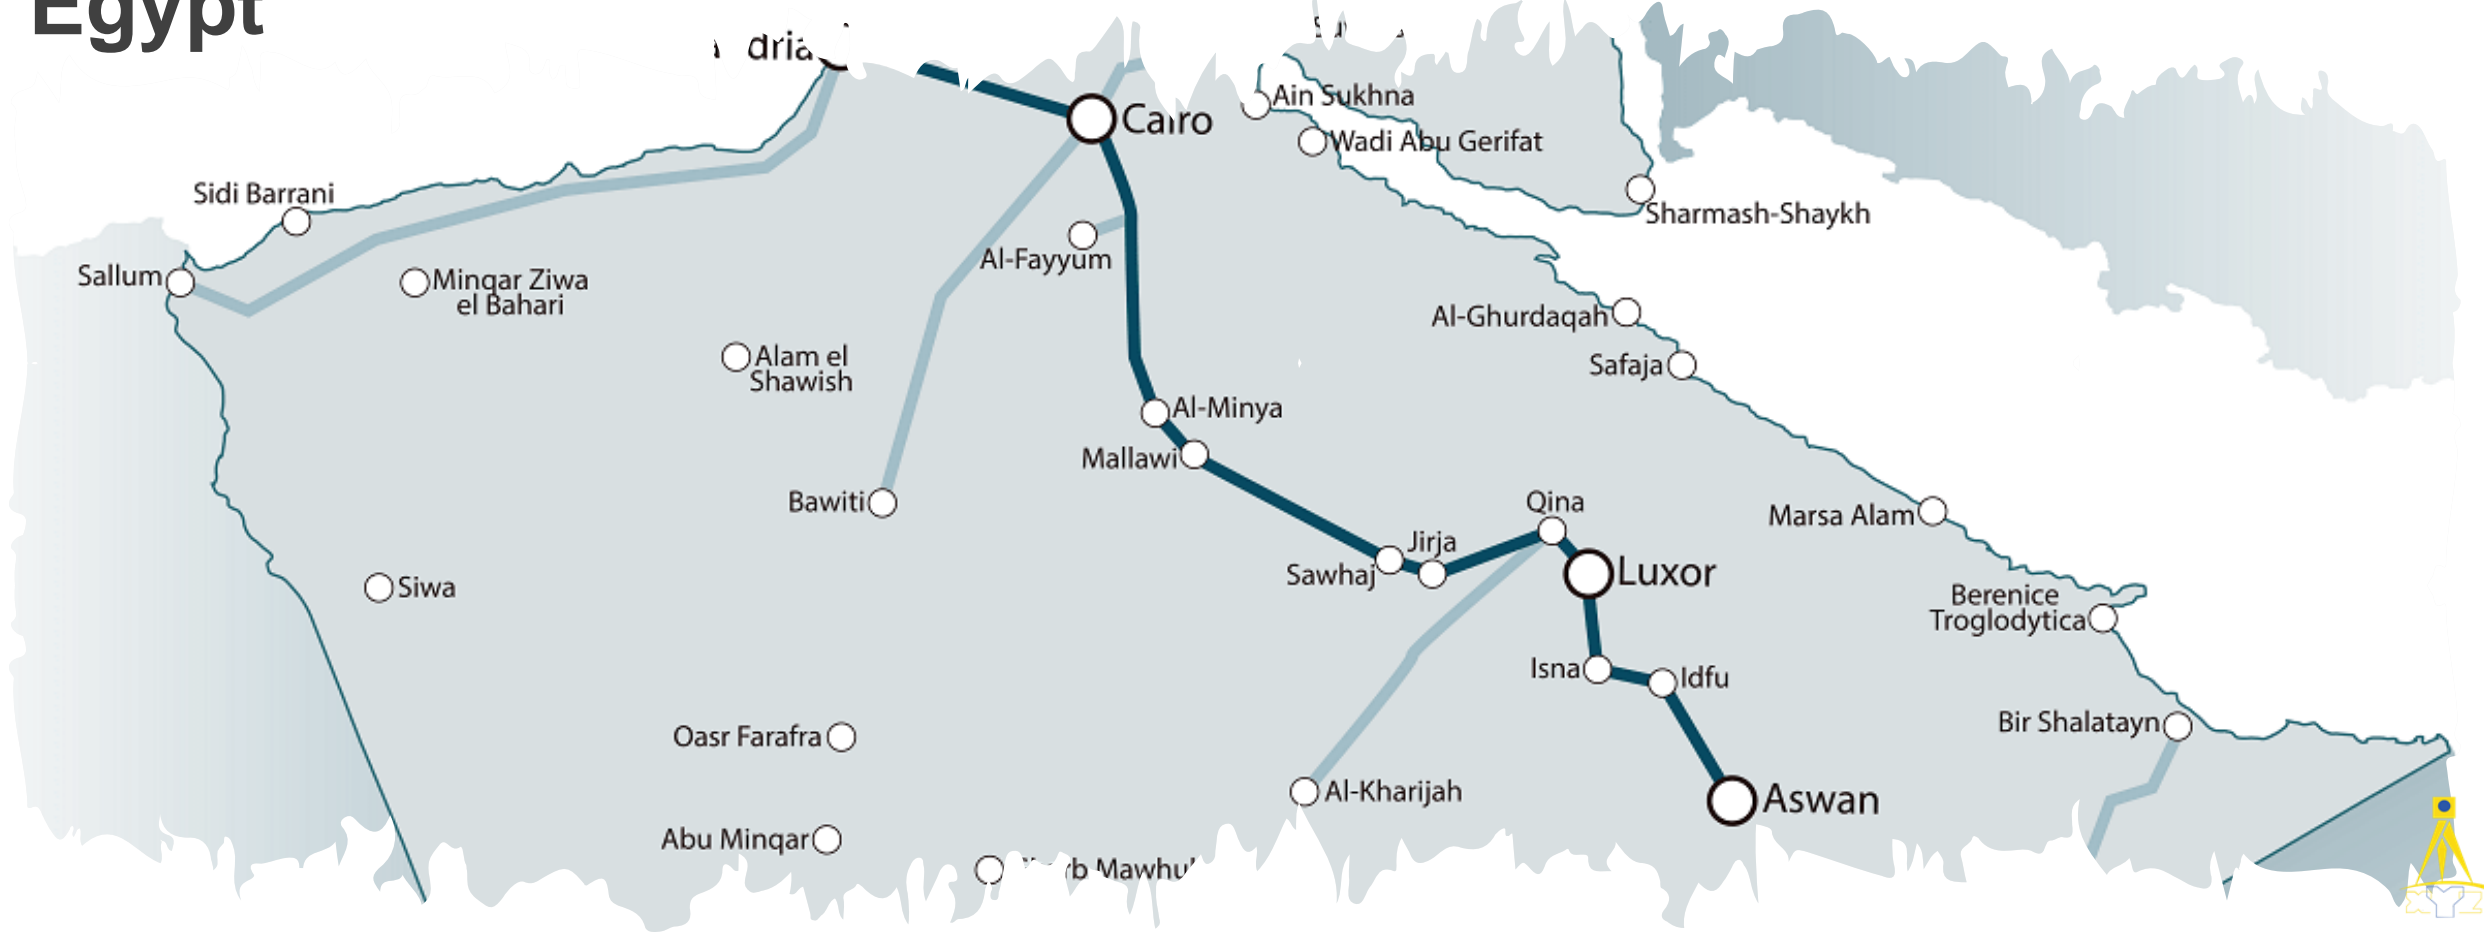 Egypt
Cairo
Ain Sukhna
Wadi Abu Gerifat
Sidi Barrani
Sharmash-Shaykh
Al-Fayyum
Sallum
Minqar Ziwa
el Bahari
Al-Ghurdaqah
Alam el
Shawish
Safaja
Al-Minya
Mallawi
Bawiti
Qina
Marsa Alam
Jirja
Sawhaj
Luxor
Siwa
Berenice
Troglodytica
Isna
Idfu
Bir Shalatayn
Oasr Farafra
Al-Kharijah
Aswan
Abu Minqar